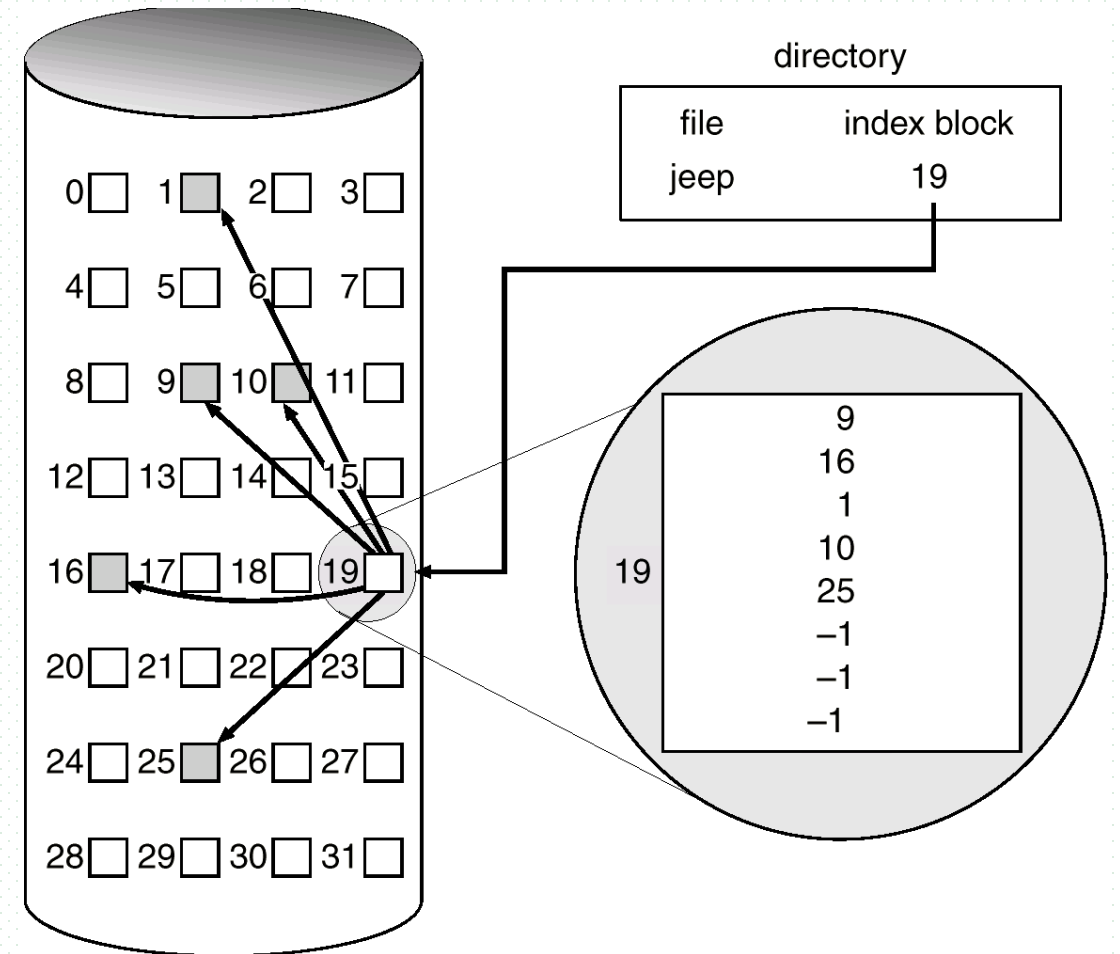 directory
file index block
jeep 19
0 1 2 3
4 5 6 7
8 9 10 11
12 13 14 15
16 17 18 19
20 21 22 23
24 25 26 27
28 29 30 31
19
9
16
1
10
25
–1
–1
–1